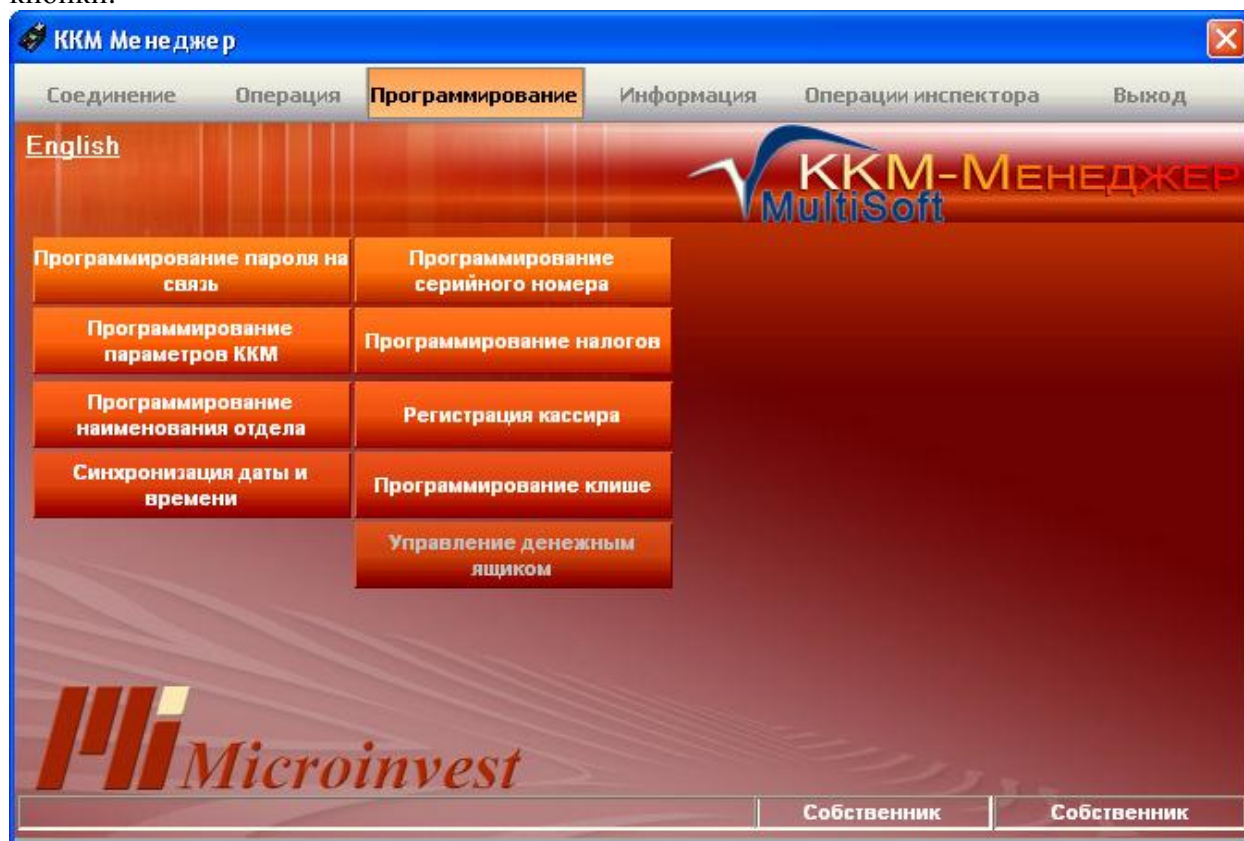 кнопки.
ККМ Менеджер
Соединение Операция Программирование Информация Операции инспектора Выход
English
ККМ-МЕНЕДЖЕР
MultiSoft
Программирование пароля на
связь
Программирование
серийного номера
Программирование
параметров ККМ
Программирование налогов
Программирование
наименования отдела
Регистрация кассира
Синхронизация даты и
времени
Программирование клише
Управление денежным
ящиком
Mi Microinvest
Собственник Собственник